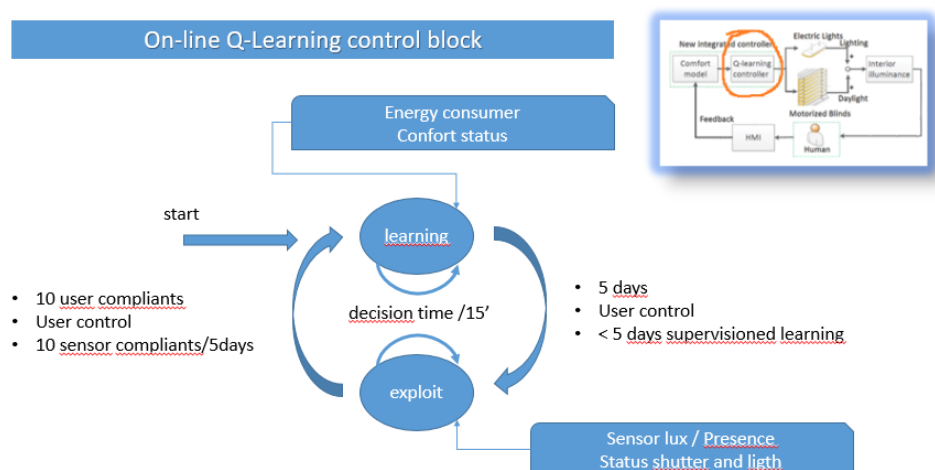 On-line Q-Learning control block
New integrated controller
Electric Lights
Lighting
Comfort
model
Q-learning
controller
Interior
illuminance
Daylight
Motorized Blinds
Feedback
HMI
Human
Energy consumer
Confort status
start
learning
• 10 user compliants
• User control
• 10 sensor compliants/5days
decision time /15'
• 5 days
• User control
• < 5 days supervisioned learning
exploit
Sensor lux / Presence
Status shutter and ligth